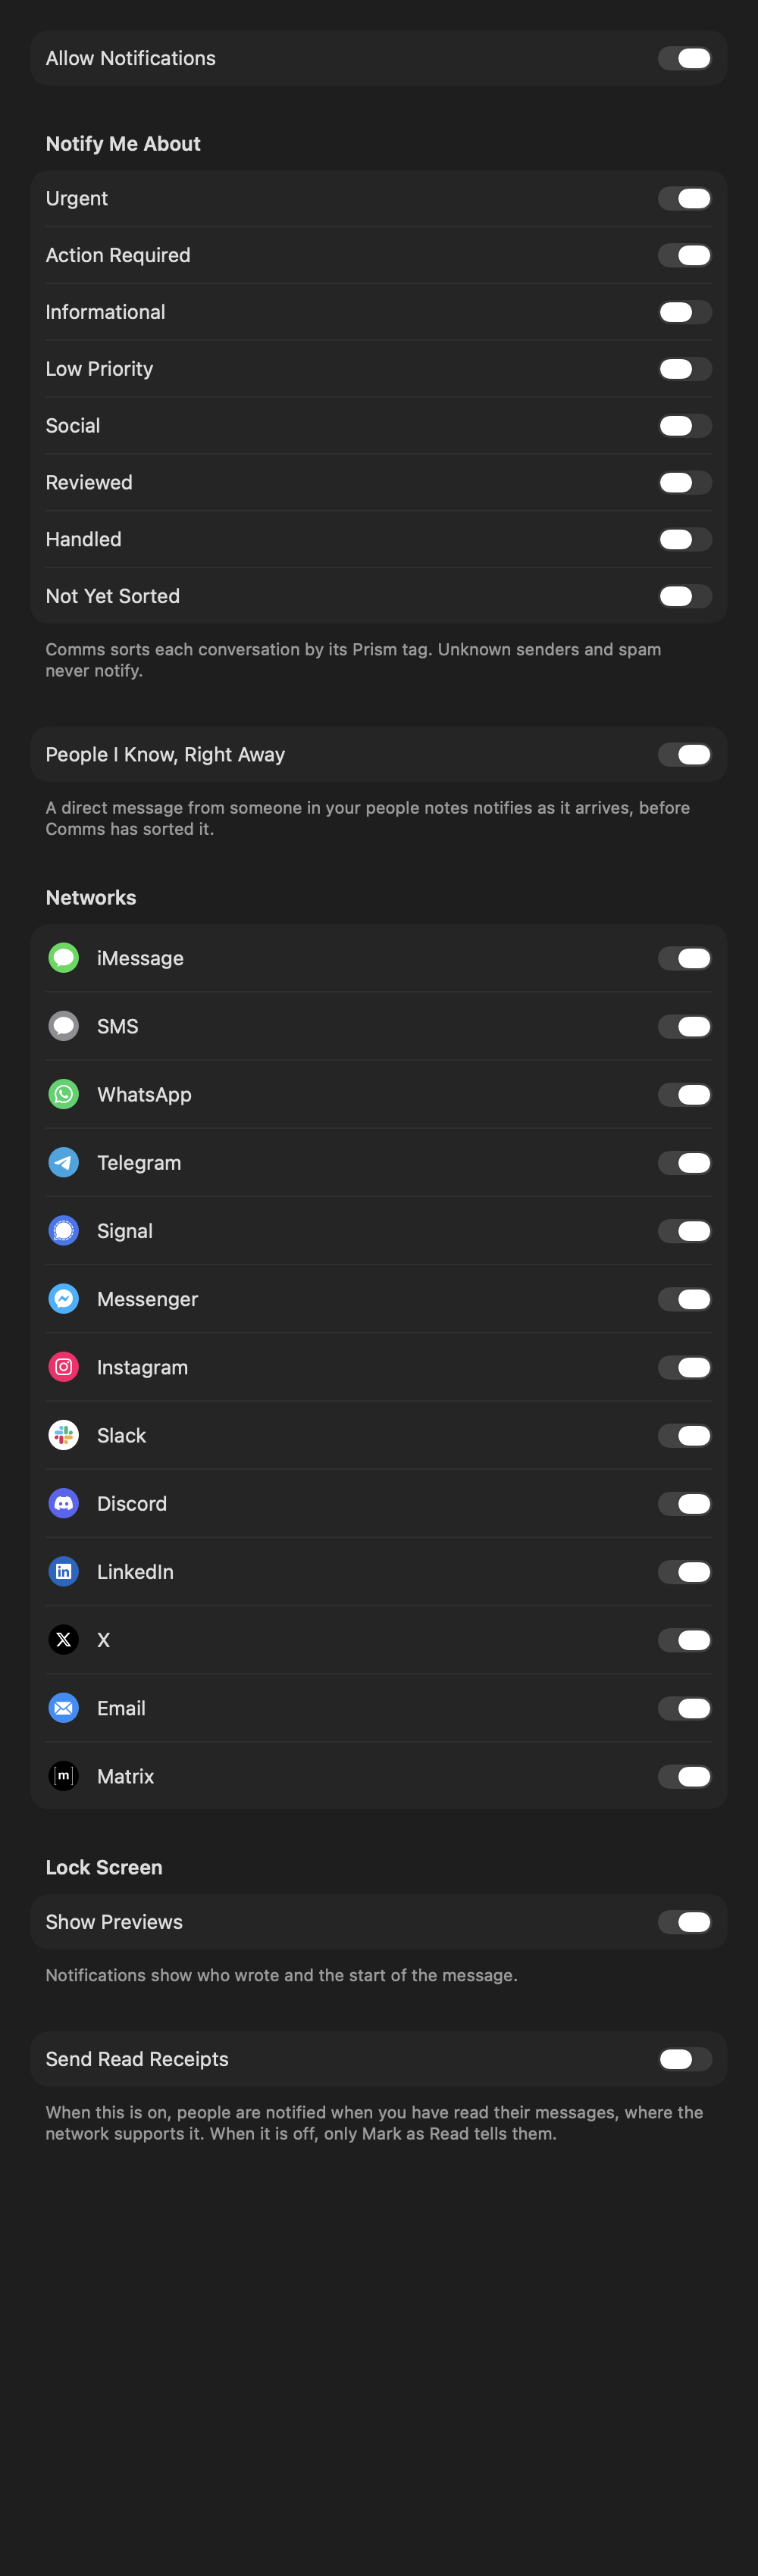 Allow Notifications
Notify Me About
Urgent
Action Required
Informational
Low Priority
Social
Reviewed
Handled
Not Yet Sorted
Comms sorts each conversation by its Prism tag. Unknown senders and spam
never notify.
People I Know, Right Away
A direct message from someone in your people notes notifies as it arrives, before
Comms has sorted it.
Networks
iMessage
SMS
WhatsApp
Telegram
Signal
Messenger
Instagram
Slack
Discord
in LinkedIn
X X
Email
[m] Matrix
Lock Screen
Show Previews
Notifications show who wrote and the start of the message.
Send Read Receipts
When this is on, people are notified when you have read their messages, where the
network supports it. When it is off, only Mark as Read tells them.